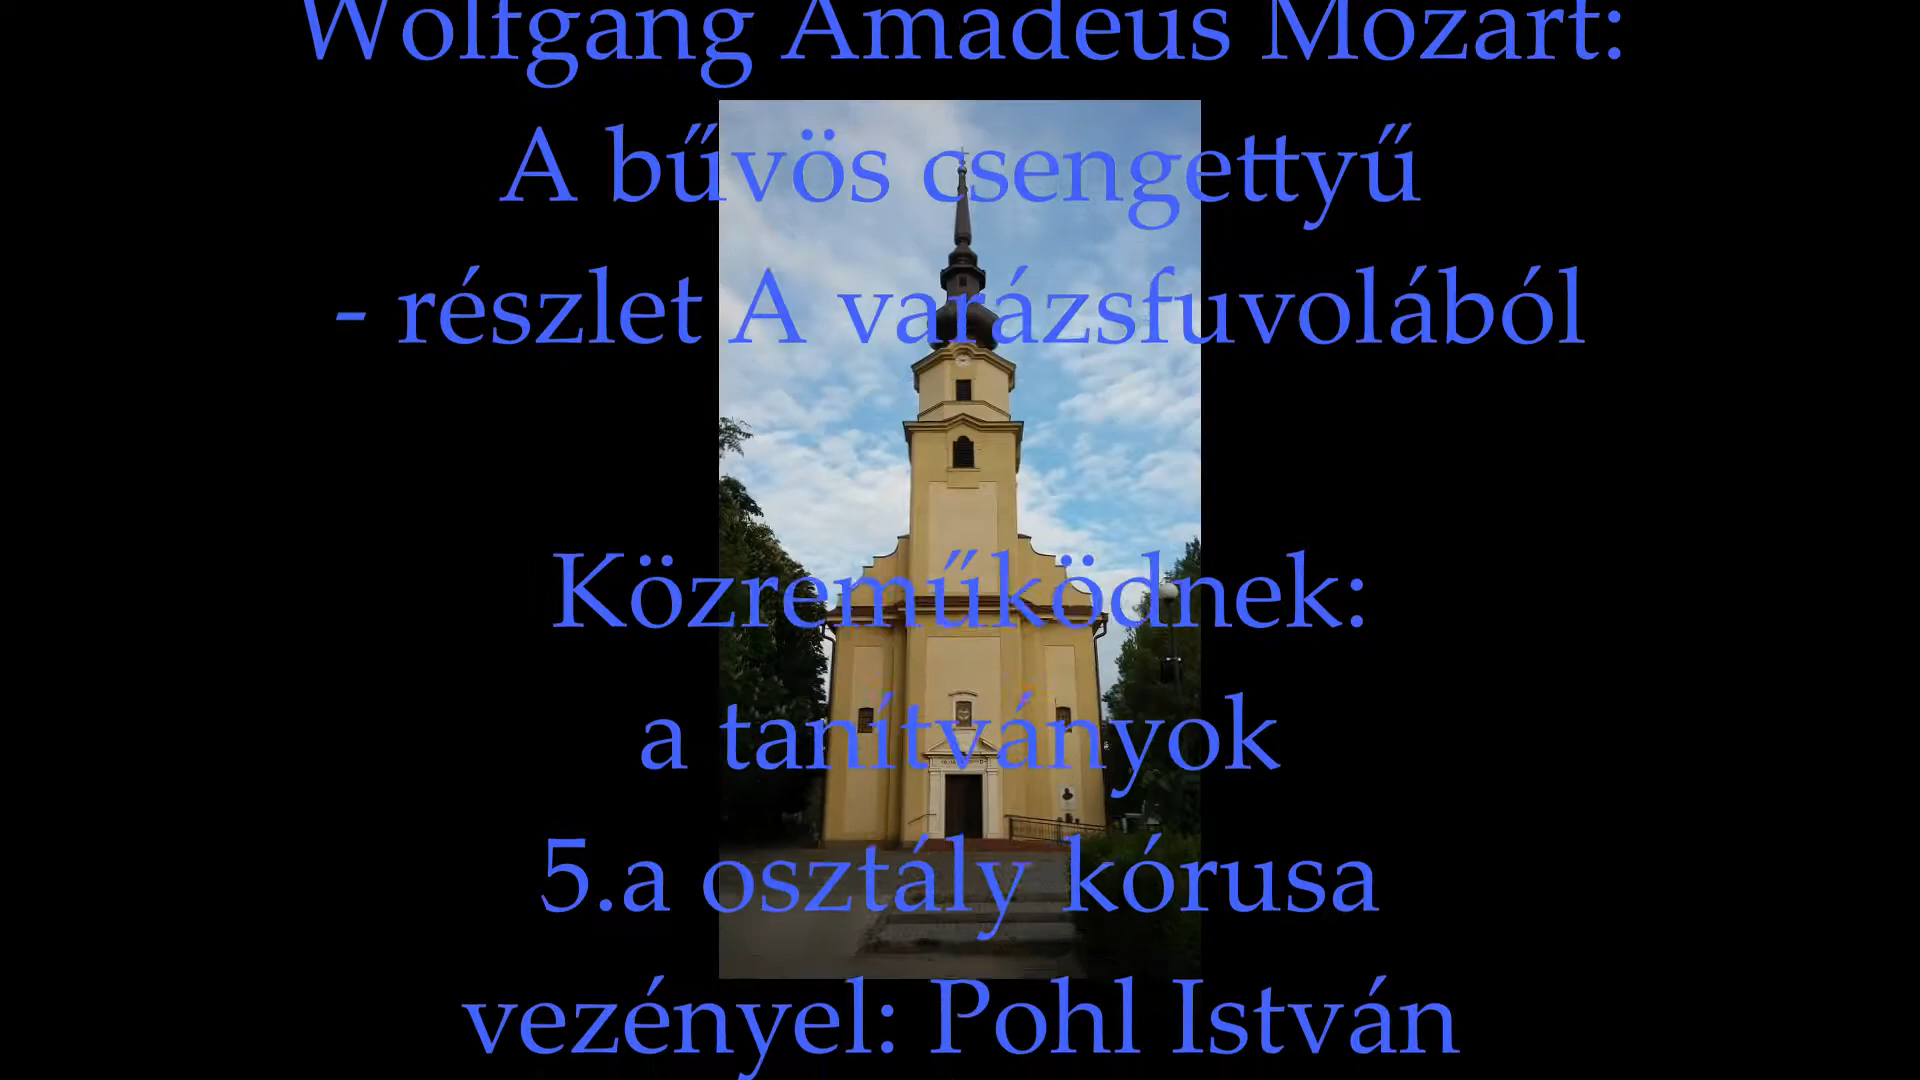 Wolfgang Amadeus Mozart:
A bűvös csengettyű
- részlet A varázsfuvolából
Közreműködnek:
a tanítványok
5.a osztály kórusa
vezényel: Pohl István